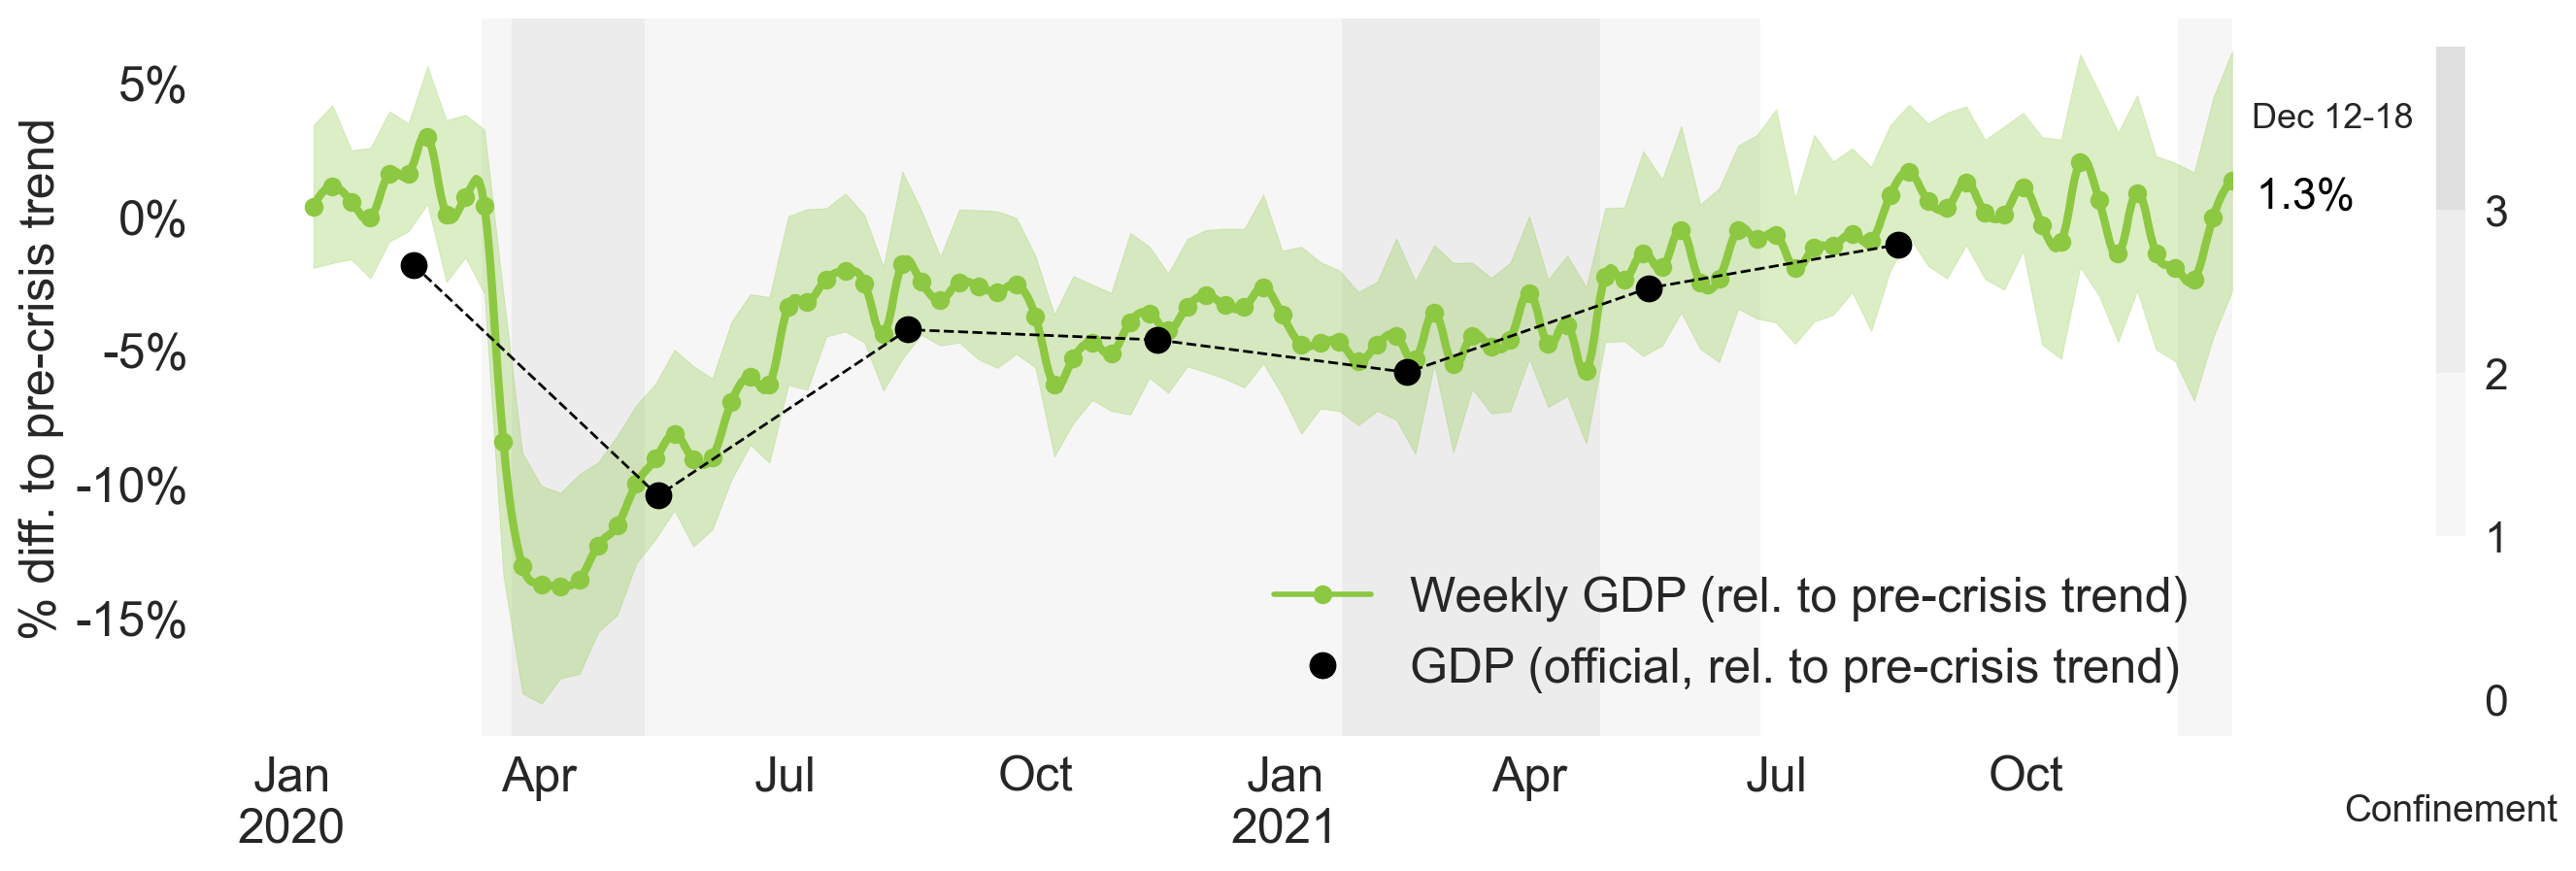 % diff. to pre-crisis trend
5%
0%
-5%
-10%
-15%
Dec 12-18
1.3%
3
2
1
0
Weekly GDP (rel. to pre-crisis trend)
GDP (official, rel. to pre-crisis trend)
Jan Apr Jul Oct Jan Apr Jul Oct
2020 2021
Confinement